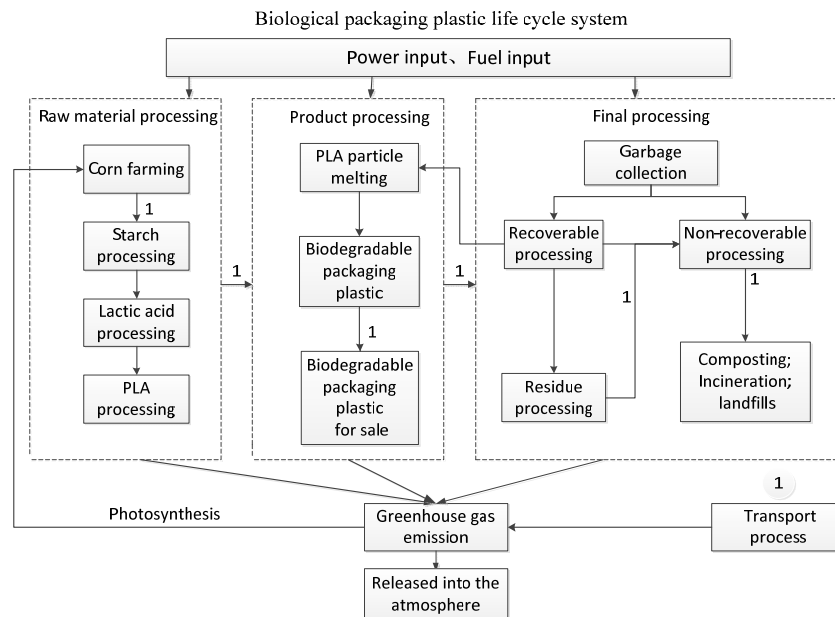 Biological packaging plastic life cycle system
Power input、Fuel input
Raw material processing
Corn farming
1
Starch
processing
Lactic acid
processing
PLA
processing
1
Product processing
PLA particle
melting
Biodegradable
packaging
plastic
1
Biodegradable
packaging
plastic
for sale
1
Final processing
Garbage
collection
Recoverable
processing
Non-recoverable
processing
1
1
Residue
processing
Composting;
Incineration;
landfills
Photosynthesis
Greenhouse gas
emission
1
Transport
process
Released into the
atmosphere